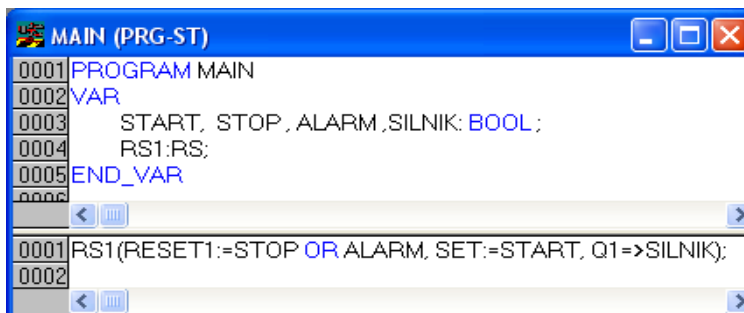 MAIN (PRG-ST)
0001 PROGRAM MAIN
0002 VAR
0003 START, STOP , ALARM ,SILNIK: BOOL ;
0004 RS1:RS;
0005 END_VAR
0006
0001 RS1(RESET1:=STOP OR ALARM, SET:=START, Q1=>SILNIK);
0002